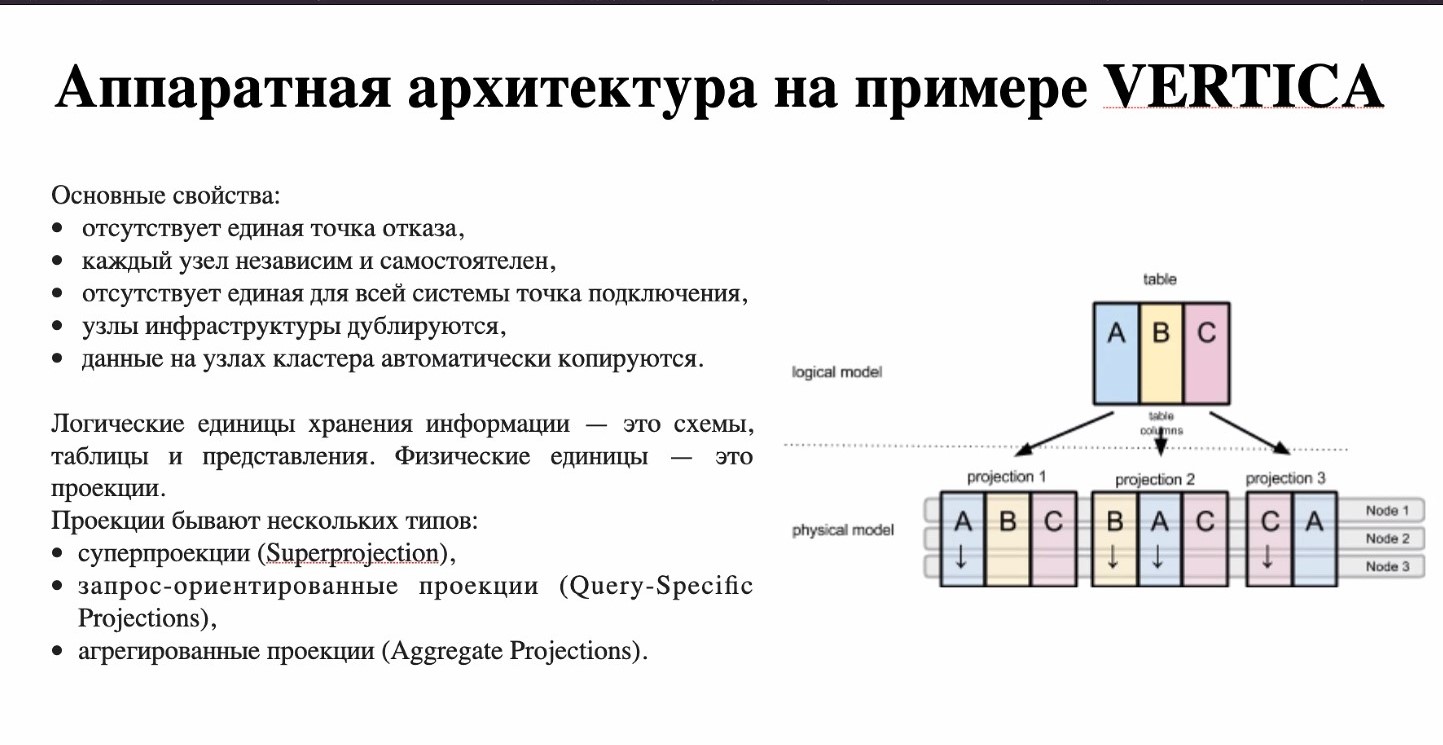 Аппаратная архитектура на примере VERTICA
Основные свойства:
• отсутствует единая точка отказа,
• каждый узел независим и самостоятелен,
• отсутствует единая для всей системы точка подключения,
• узлы инфраструктуры дублируются,
• данные на узлах кластера автоматически копируются.
Логические единицы хранения информации — это схемы,
таблицы и представления. Физические единицы — это
проекции.
Проекции бывают нескольких типов:
• суперпроекции (Superprojection),
• запрос-ориентированные проекции (Query-Specific
Projections),
• агрегированные проекции (Aggregate Projections).
table
A B C
logical model
table
columns
projection 1 projection 2 projection 3
physical model
A B C B A C C A
Node 1
Node 2
Node 3